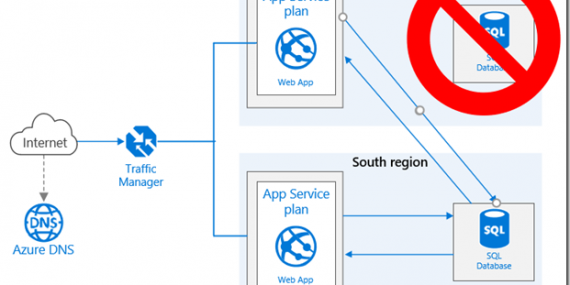 App Service
plan
Web App
SQL
SQL
Database
Internet
Traffic
Manager
DNS
Azure DNS
South region
App Service
plan
Web App
SQL
SQL
Database